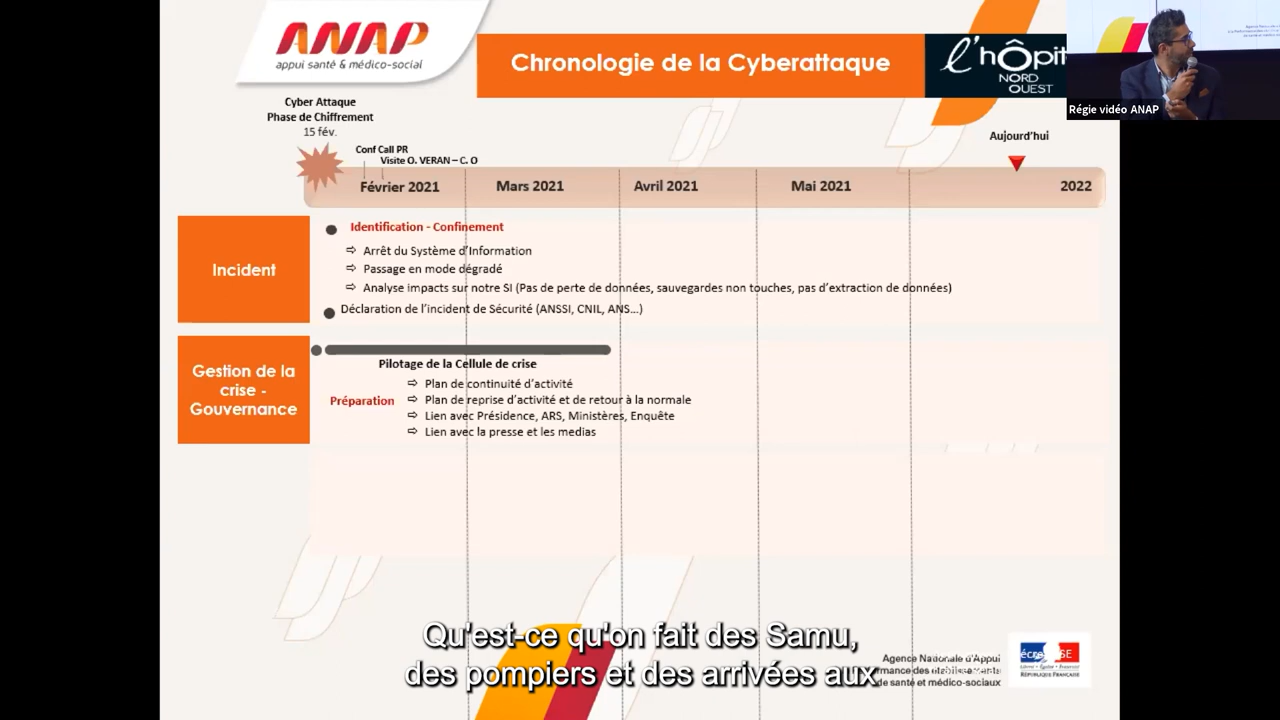 ANAP
appui santé & médico-social
Chronologie de la Cyberattaque
l'hôpit
NORD
OUEST
Régie vidéo ANAP
Cyber Attaque
Phase de Chiffrement
15 fév.
Conf Call PR
Visite O. VERAN – C. O
Aujourd'hui
Février 2021
Mars 2021
Avril 2021
Mai 2021
2022
Incident
Identification - Confinement
⇨ Arrêt du Système d'Information
⇨ Passage en mode dégradé
⇨ Analyse impacts sur notre SI (Pas de perte de données, sauvegardes non touches, pas d'extraction de données)
Déclaration de l'incident de Sécurité (ANSSI, CNIL, ANS…)
Gestion de la
crise -
Gouvernance
Pilotage de la Cellule de crise
Préparation
⇨ Plan de continuité d'activité
⇨ Plan de reprise d'activité et de retour à la normale
⇨ Lien avec Présidence, ARS, Ministères, Enquête
⇨ Lien avec la presse et les medias
Qu'est-ce qu'on fait des Samu,
des pompiers et des arrivées aux
Agence Nationale d'Appui
de santé et médico-sociaux
RÉPUBLIQUE FRANÇAISE